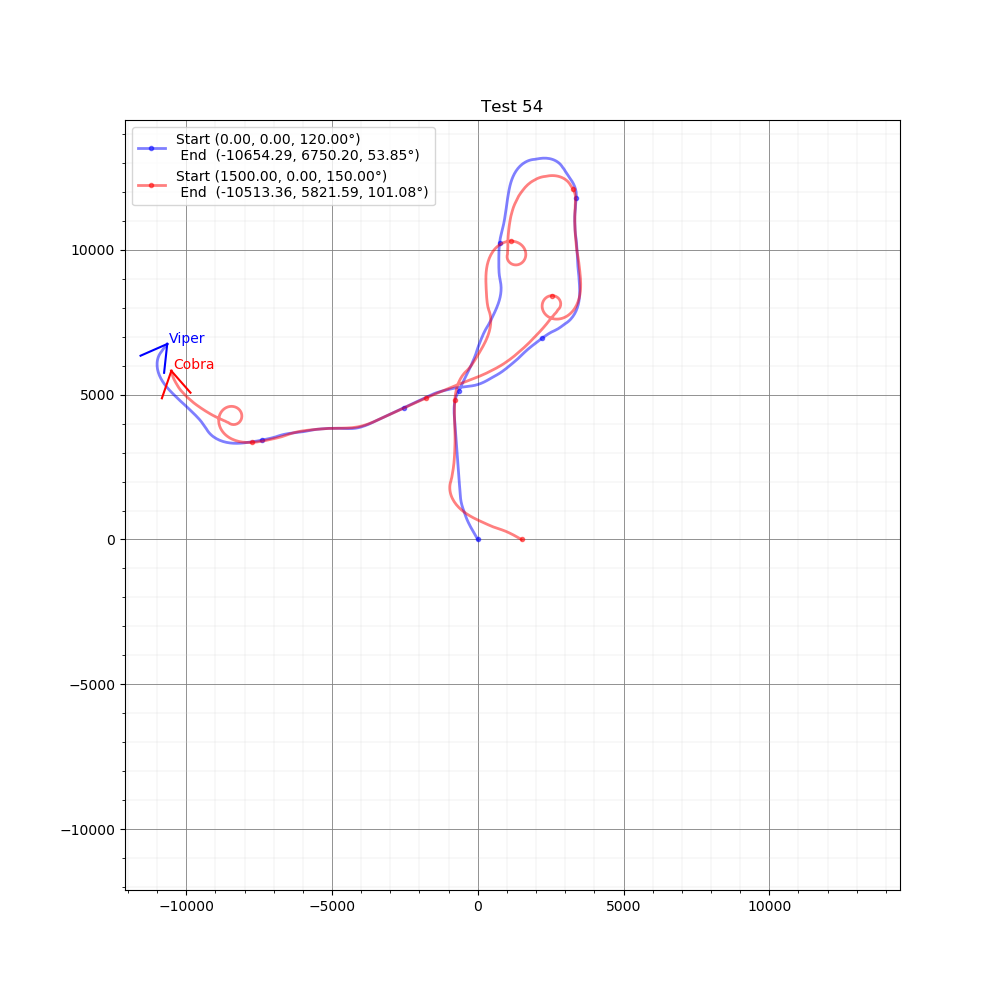 Test 54
Start (0.00, 0.00, 120.00°)
End (-10654.29, 6750.20, 53.85°)
Start (1500.00, 0.00, 150.00°)
End (-10513.36, 5821.59, 101.08°)
10000
Viper
Cobra
5000
0
−5000
−10000
−10000 −5000 0 5000 10000